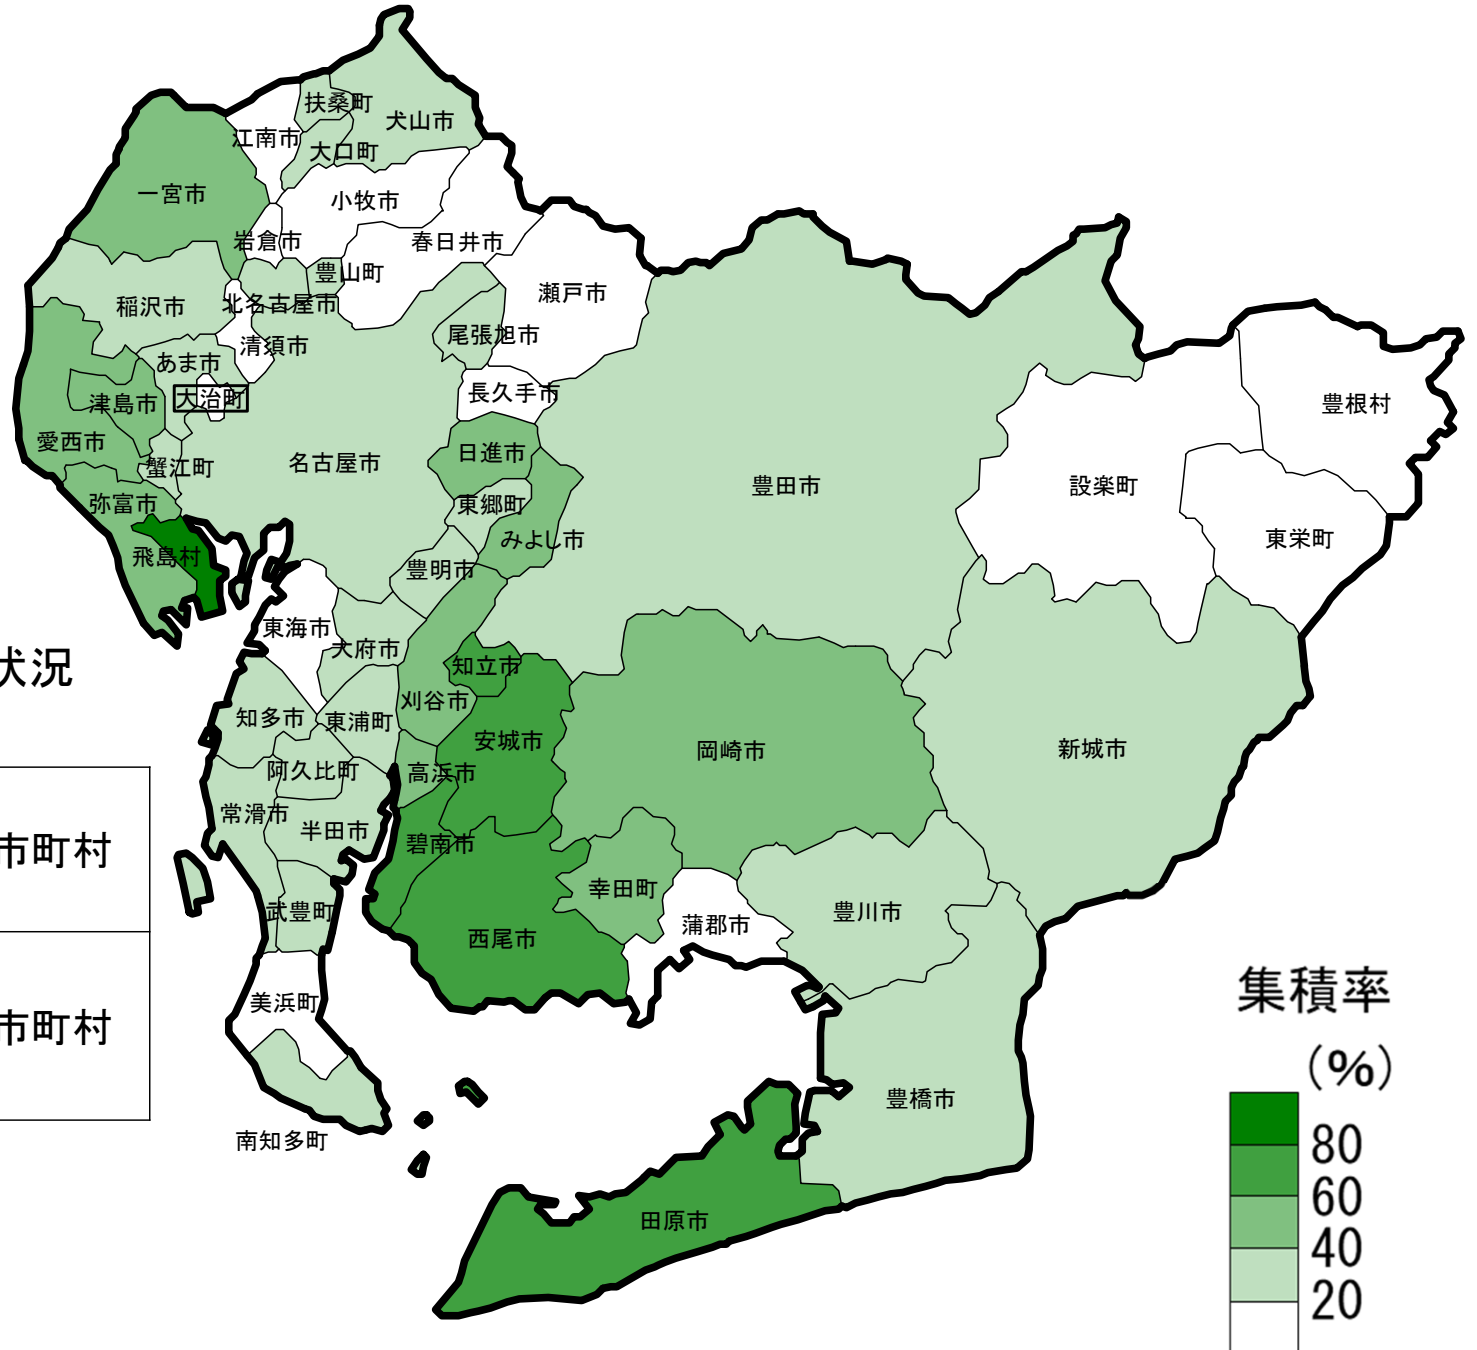 扶桑町
犬山市
江南市
大口町
一宮市
小牧市
岩倉市
春日井市
豊山町
瀬戸市
稲沢市
北名古屋市
尾張旭市
清須市
あま市
大治町
長久手市
津島市
豊根村
愛西市
日進市
蟹江町
名古屋市
豊田市
設楽町
弥富市
東郷町
みよし市
東栄町
飛島村
豊明市
東海市
大府市
知立市
状況
刈谷市
知多市
東浦町
安城市
岡崎市
新城市
阿久比町
高浜市
常滑市
半田市
碧南市
市町村
幸田町
武豊町
蒲郡市
豊川市
西尾市
美浜町
市町村
豊橋市
南知多町
田原市
集積率
(%)
80
60
40
20